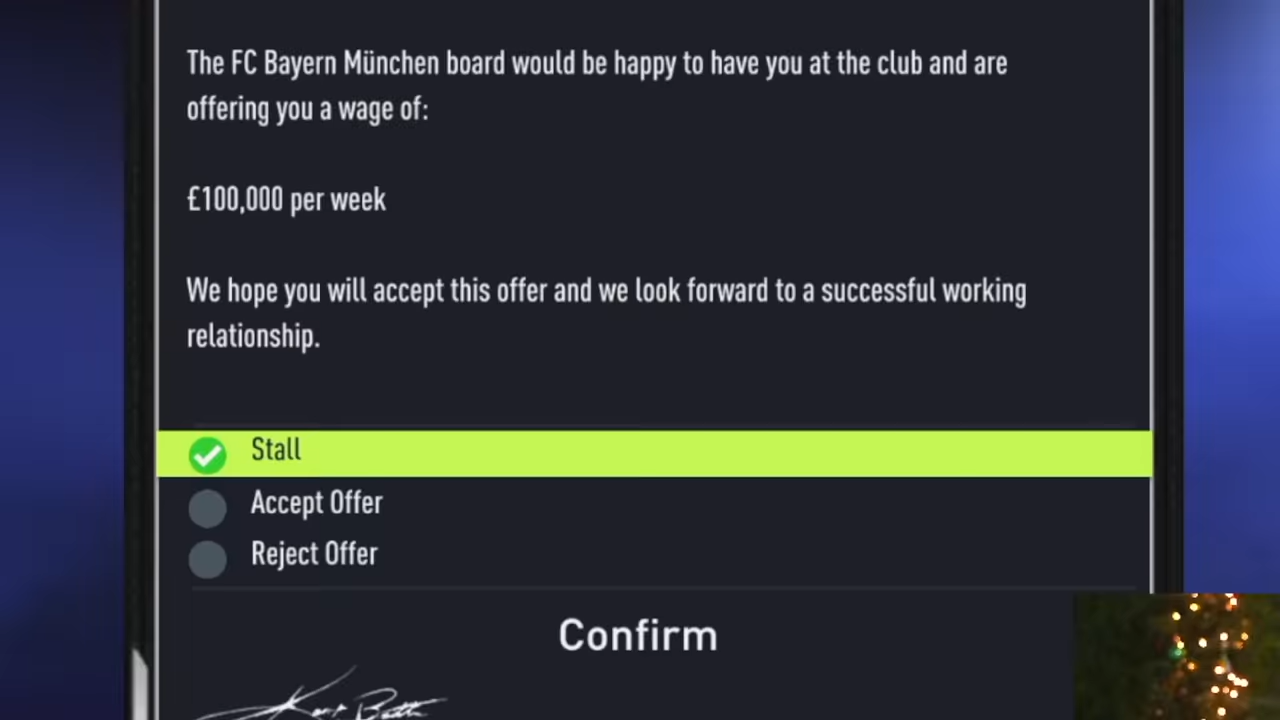 The FC Bayern München board would be happy to have you at the club and are
offering you a wage of:
£100,000 per week
We hope you will accept this offer and we look forward to a successful working
relationship.
Stall
Accept Offer
Reject Offer
Confirm